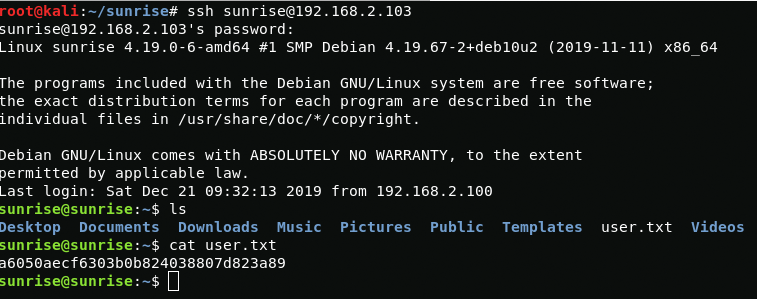 root@kali:~/sunrise# ssh sunrise@192.168.2.103
sunrise@192.168.2.103's password:
Linux sunrise 4.19.0-6-amd64 #1 SMP Debian 4.19.67-2+deb10u2 (2019-11-11) x86_64
The programs included with the Debian GNU/Linux system are free software;
the exact distribution terms for each program are described in the
individual files in /usr/share/doc/*/copyright.
Debian GNU/Linux comes with ABSOLUTELY NO WARRANTY, to the extent
permitted by applicable law.
Last login: Sat Dec 21 09:32:13 2019 from 192.168.2.100
sunrise@sunrise:~$ ls
Desktop Documents Downloads Music Pictures Public Templates user.txt Videos
sunrise@sunrise:~$ cat user.txt
a6050aecf6303b0b824038807d823a89
sunrise@sunrise:~$